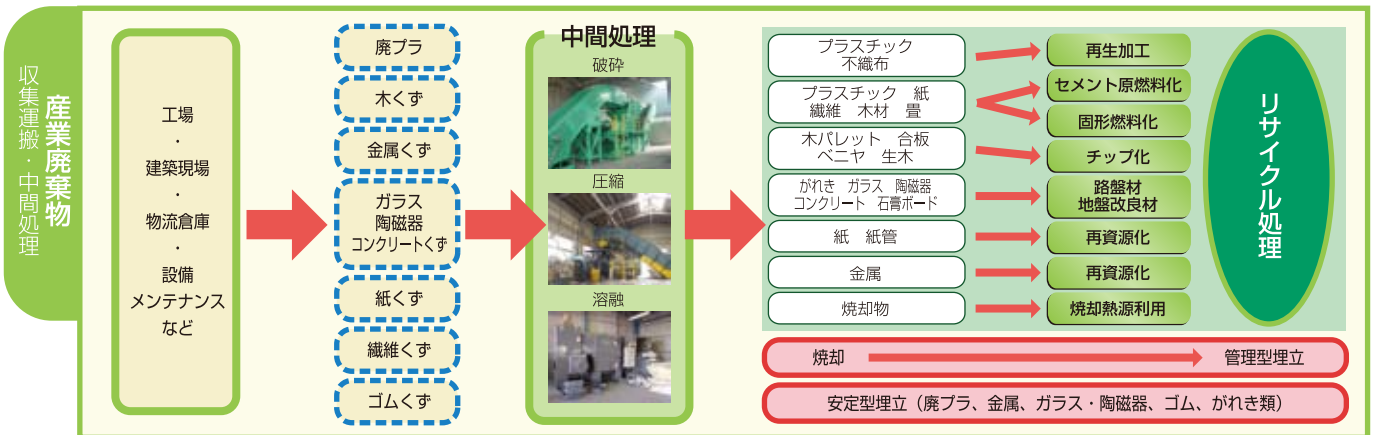 産業廃棄物
収集運搬・中間処理
工場
・
建築現場
・
物流倉庫
・
設備
メンテナンス
など
廃プラ
木くず
金属くず
ガラス
陶磁器
コンクリートくず
紙くず
繊維くず
ゴムくず
中間処理
破砕
圧縮
溶融
プラスチック
不織布
再生加工
プラスチック 紙
繊維 木材 畳
セメント原燃料化
固形燃料化
木パレット 合板
ベニヤ 生木
チップ化
がれき ガラス 陶磁器
コンクリート 石膏ボード
路盤材
地盤改良材
紙 紙管
再資源化
金属
再資源化
焼却物
焼却熱源利用
リサイクル処理
焼却
管理型埋立
安定型埋立（廃プラ、金属、ガラス・陶磁器、ゴム、がれき類）